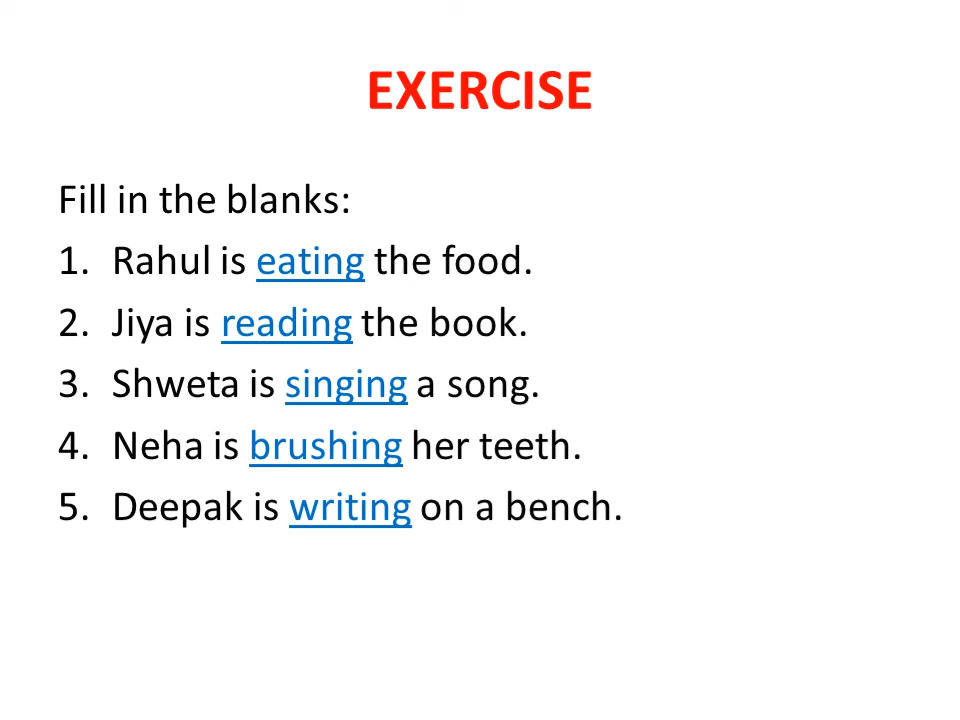 EXERCISE
Fill in the blanks:
1. Rahul is eating the food.
2. Jiya is reading the book.
3. Shweta is singing a song.
4. Neha is brushing her teeth.
5. Deepak is writing on a bench.